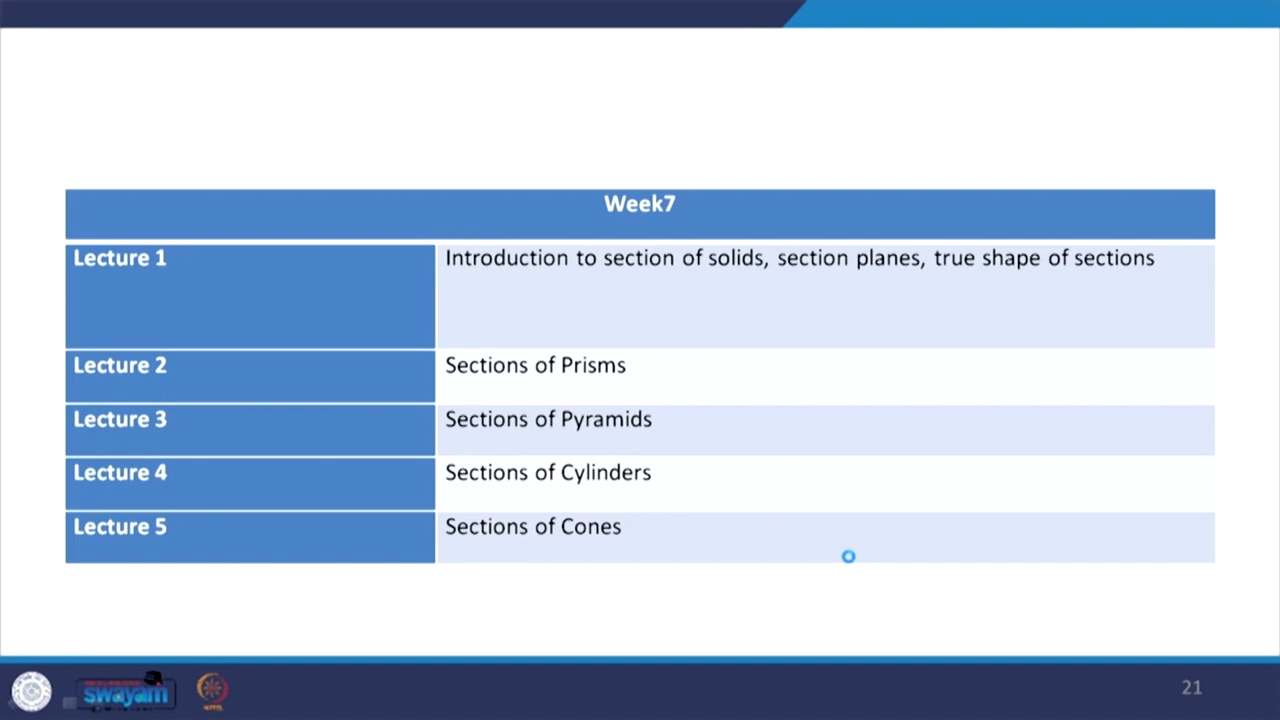 Week7
Lecture 1
Introduction to section of solids, section planes, true shape of sections
Lecture 2
Sections of Prisms
Lecture 3
Sections of Pyramids
Lecture 4
Sections of Cylinders
Lecture 5
Sections of Cones
swayam
21